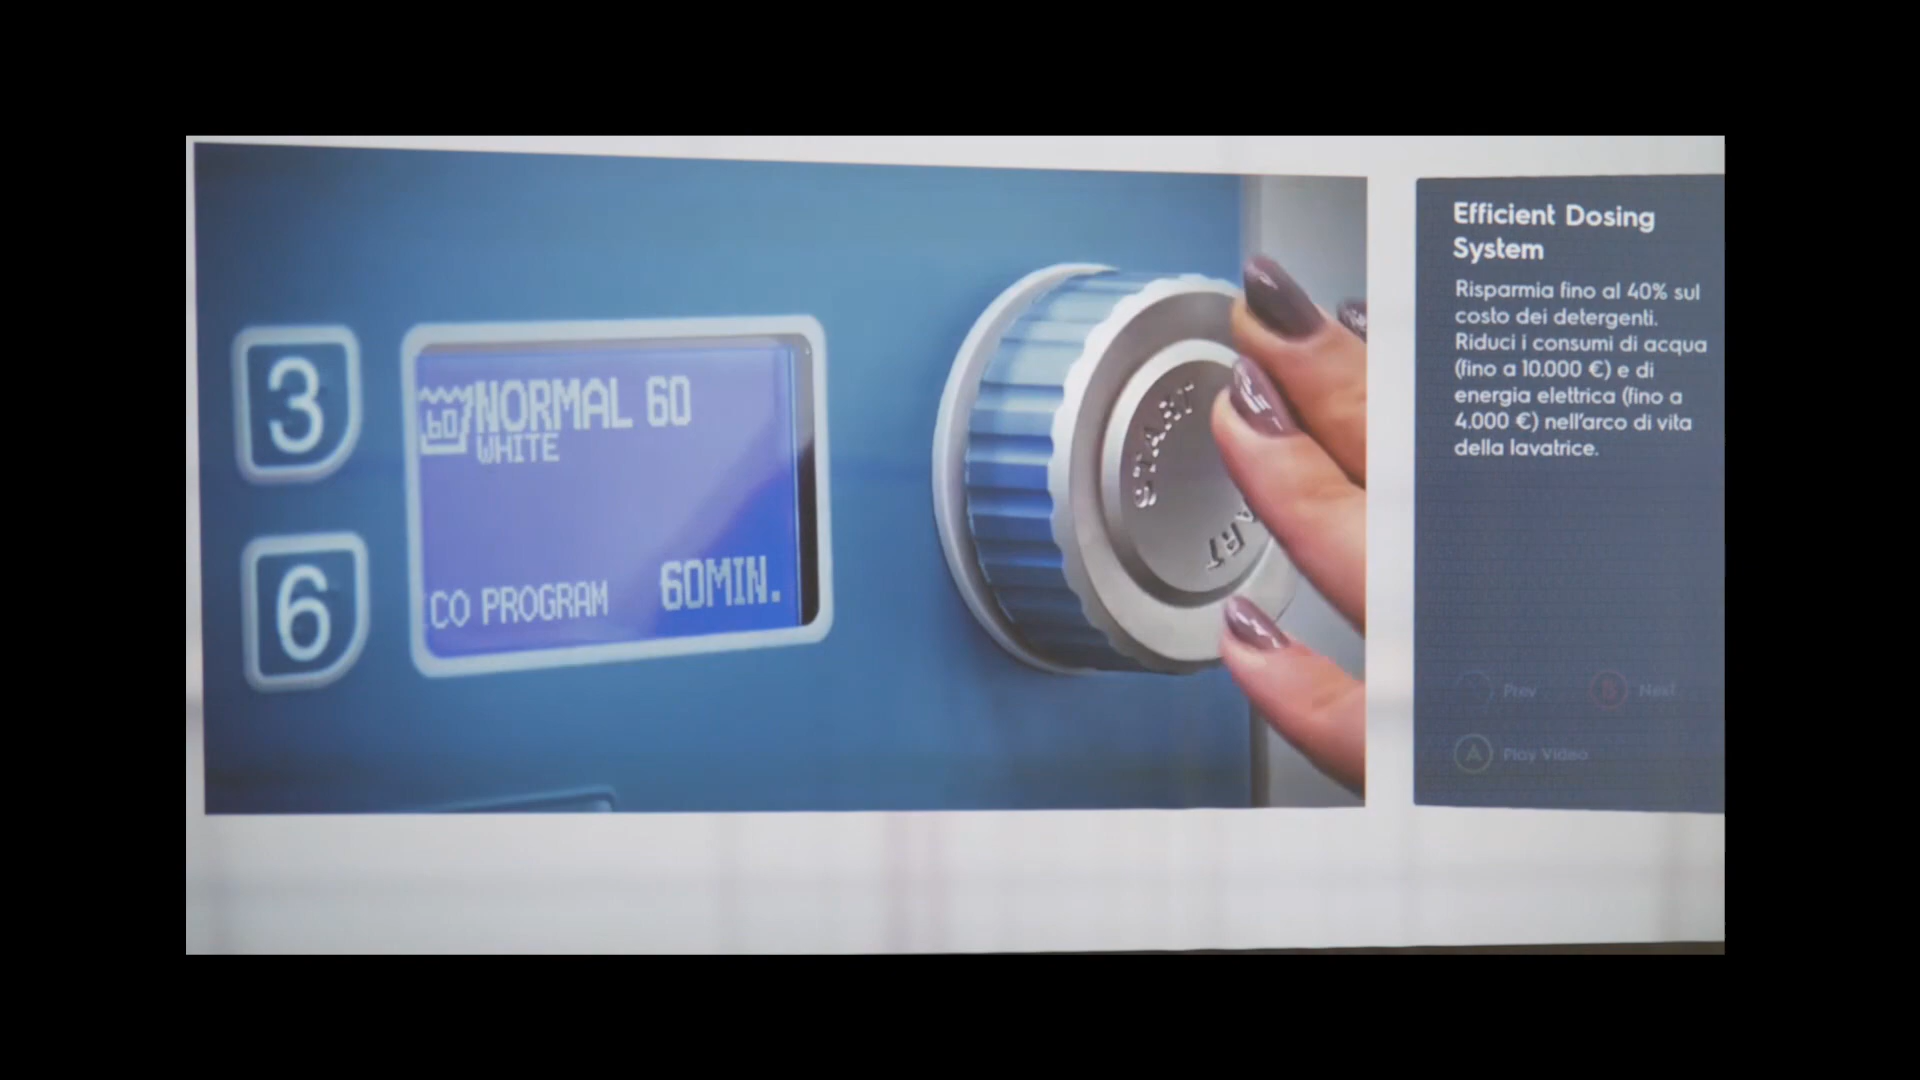 3
6
60
NORMAL 60
WHITE
CO PROGRAM
60MIN.
START
ART
Efficient Dosing
System
Risparmia fino al 40% sul
costo dei detergenti.
Riduci i consumi di acqua
(fino a 10.000 €) e di
energia elettrica (fino a
4.000 €) nell'arco di vita
della lavatrice.
Prev
B Next
A Play Video